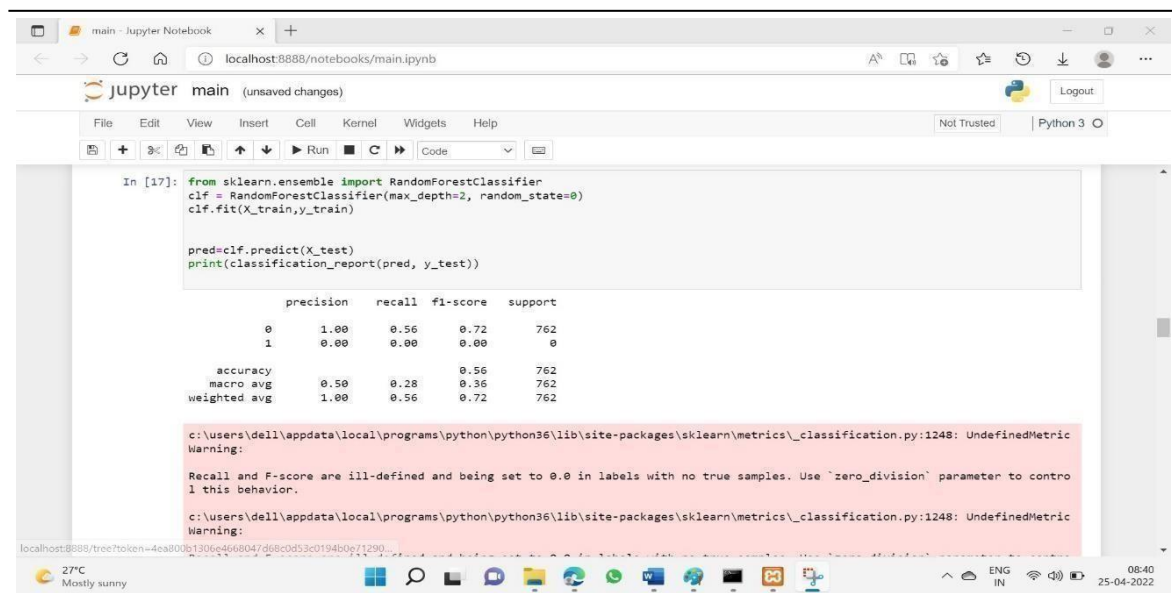 main - Jupyter Notebook
localhost:8888/notebooks/main.ipynb
jupyter main (unsaved changes)
Logout
File Edit View Insert Cell Kernel Widgets Help
Not Trusted
Python 3
Run
Code
In [17]: from sklearn.ensemble import RandomForestClassifier
clf = RandomForestClassifier(max_depth=2, random_state=0)
clf.fit(X_train,y_train)
pred=clf.predict(X_test)
print(classification_report(pred, y_test))
precision recall f1-score support
0 1.00 0.56 0.72 762
1 0.00 0.00 0.00 0
accuracy 0.56 762
macro avg 0.50 0.28 0.36 762
weighted avg 1.00 0.56 0.72 762
c:\users\dell\appdata\local\programs\python\python36\lib\site-packages\sklearn\metrics\_classification.py:1248: UndefinedMetric
Warning:
Recall and F-score are ill-defined and being set to 0.0 in labels with no true samples. Use `zero_division` parameter to contro
l this behavior.
c:\users\dell\appdata\local\programs\python\python36\lib\site-packages\sklearn\metrics\_classification.py:1248: UndefinedMetric
Warning:
27°C
Mostly sunny
ENG
IN
08:40
25-04-2022